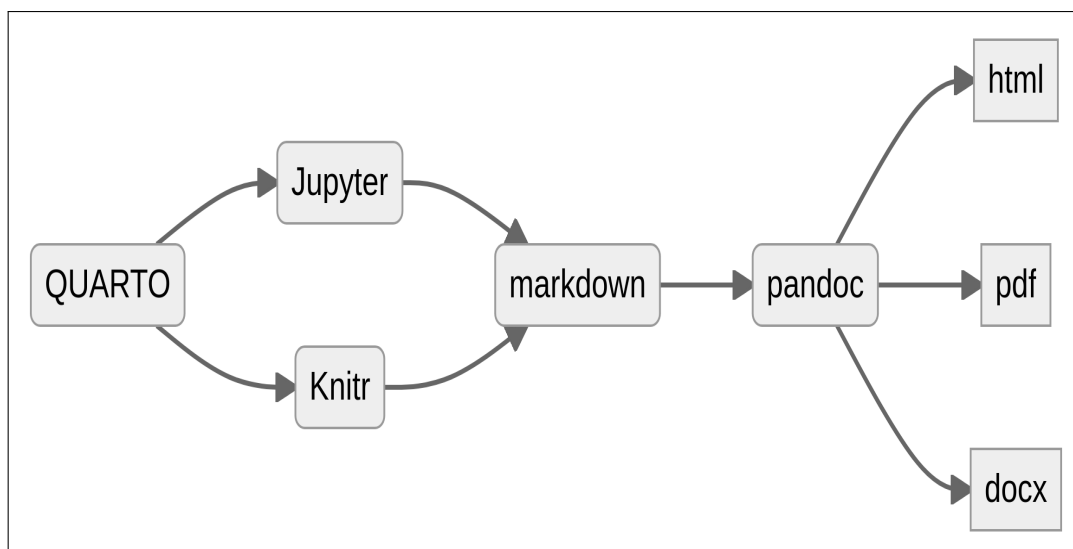 QUARTO
Jupyter
Knitr
markdown
pandoc
html
pdf
docx